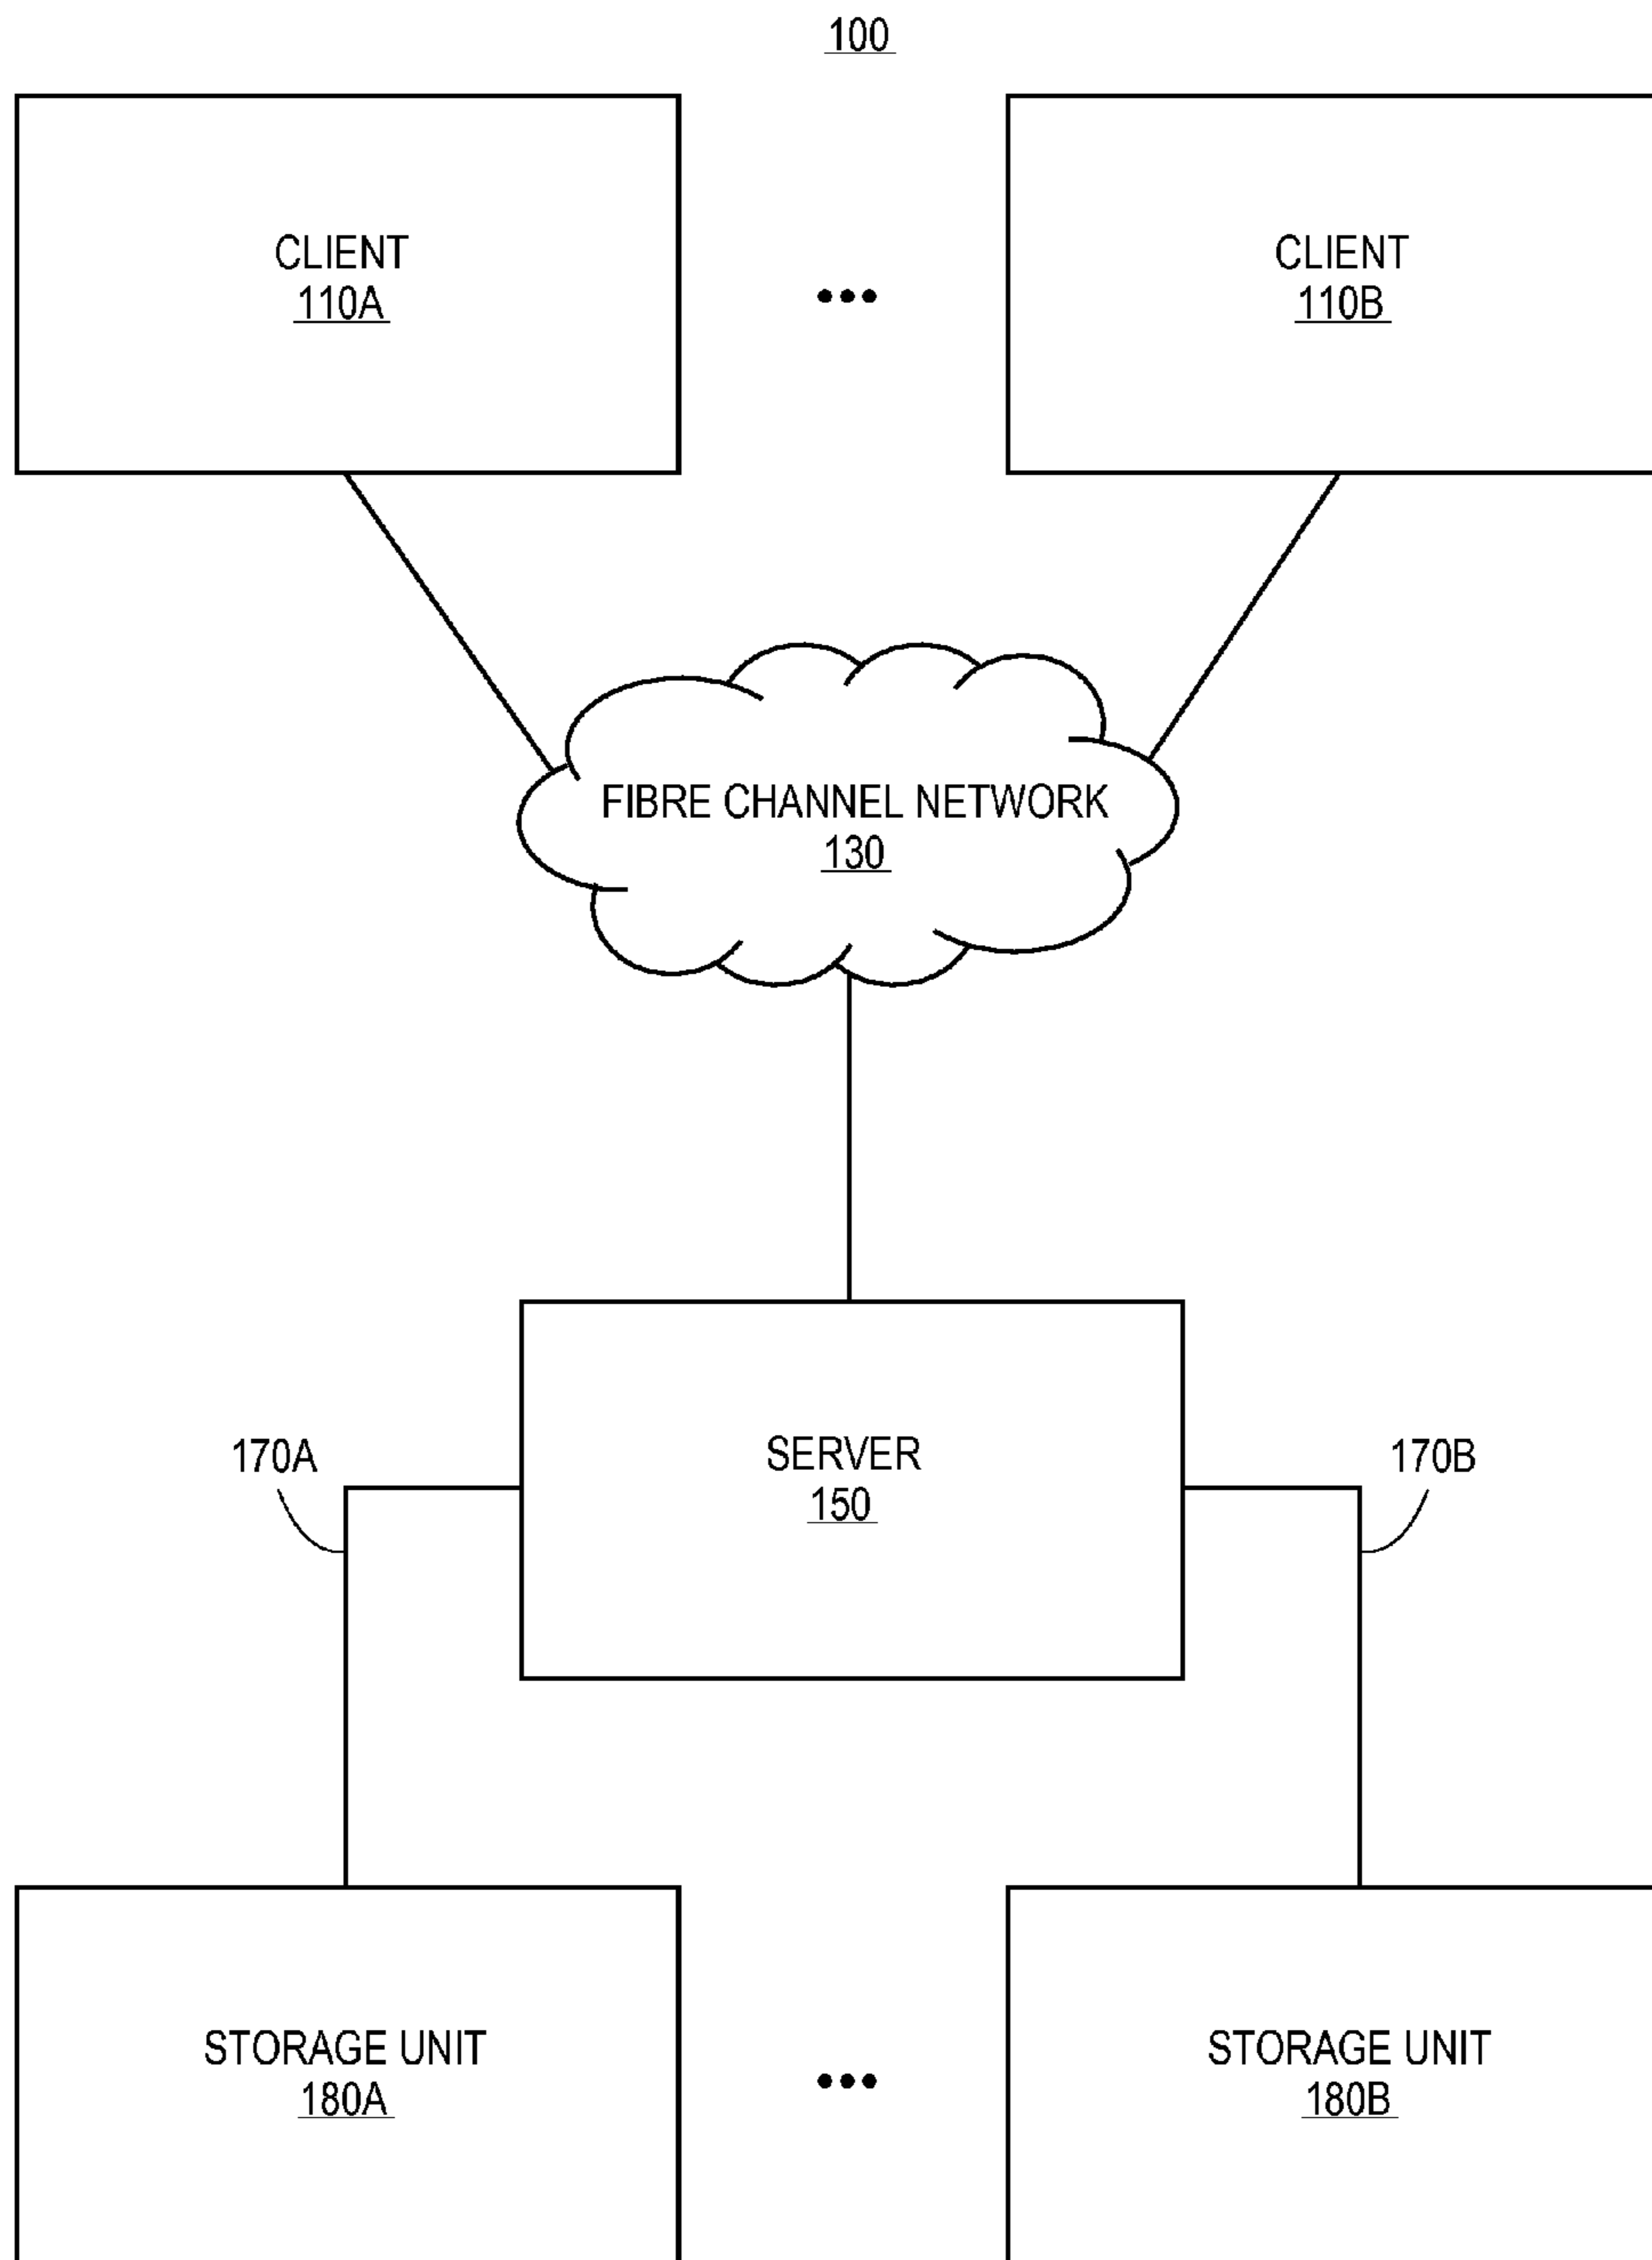 100
CLIENT
110A
•••
CLIENT
110B
FIBRE CHANNEL NETWORK
130
SERVER
150
170A
170B
STORAGE UNIT
180A
•••
STORAGE UNIT
180B